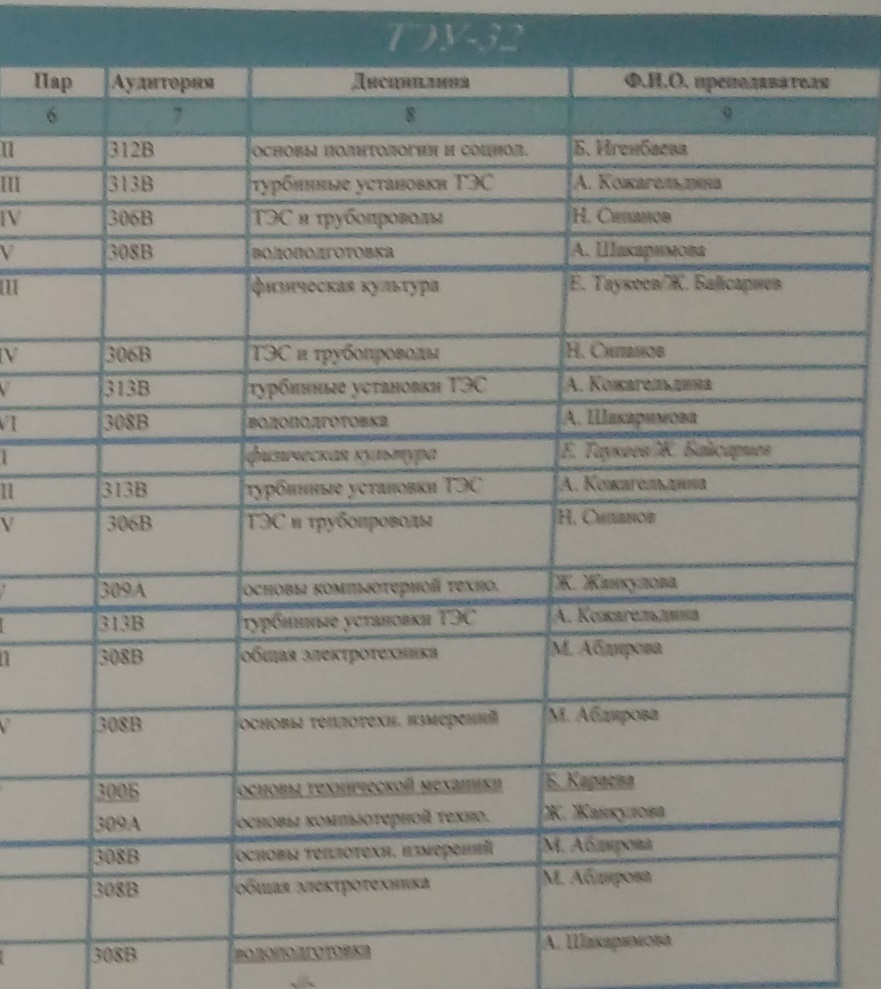 ТЭУ-32
Пар Аудитория Дисциплина Ф.И.О. преподавателя
6 7 8 9
II 312В основы политологии и социол. Б. Игенбаева
III 313В турбинные установки ТЭС А. Кожагельдина
IV 306В ТЭС и трубопроводы Н. Сипанов
V 308В водоподготовка А. Шакаримова
III физическая культура Е. Таукеев/Ж. Байсариев
IV 306В ТЭС и трубопроводы Н. Сипанов
V 313В турбинные установки ТЭС А. Кожагельдина
VI 308В водоподготовка А. Шакаримова
I физическая культура Е. Таукеев/Ж. Байсариев
II 313В турбинные установки ТЭС А. Кожагельдина
V 306В ТЭС и трубопроводы Н. Сипанов
309А основы компьютерной техно. Ж. Жанкулова
I 313В турбинные установки ТЭС А. Кожагельдина
II 308В общая электротехника М. Абдирова
V 308В основы теплотехн. измерений М. Абдирова
300Б основы технической механики Б. Караева
309А основы компьютерной техно. Ж. Жанкулова
308В основы теплотехн. измерений М. Абдирова
308В общая электротехника М. Абдирова
I 308В водоподготовка А. Шакаримова